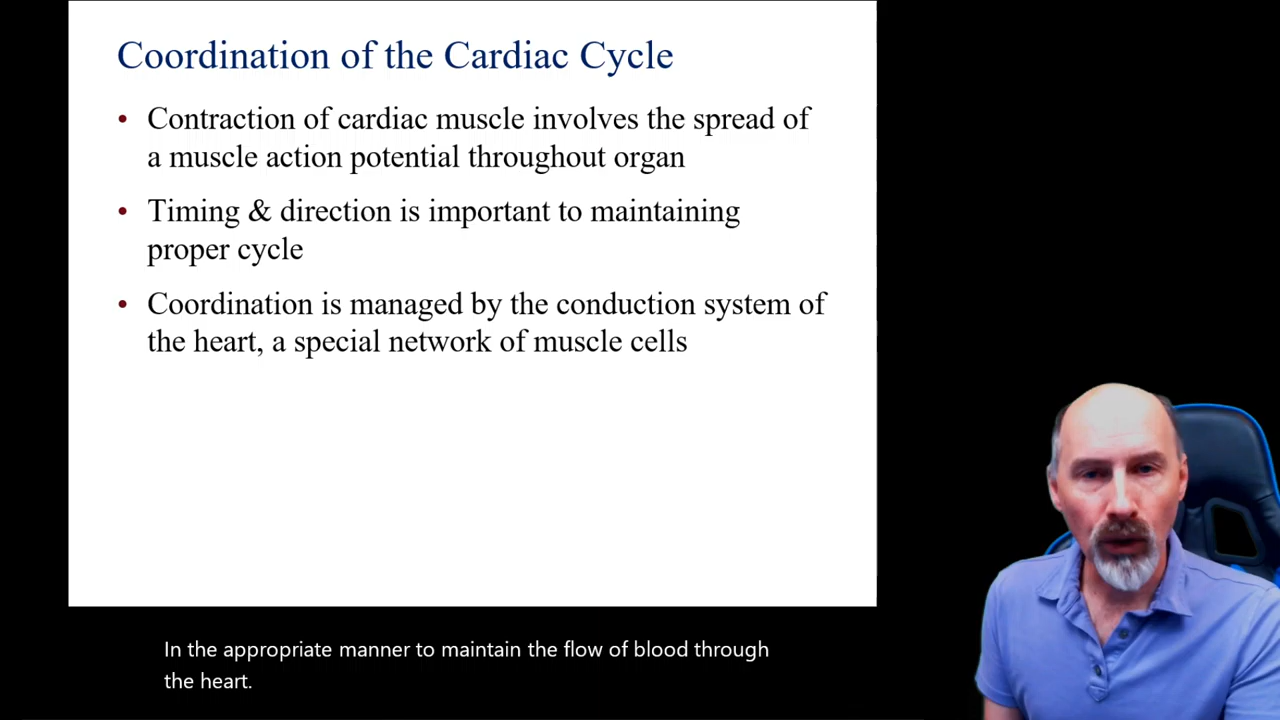 Coordination of the Cardiac Cycle
• Contraction of cardiac muscle involves the spread of
a muscle action potential throughout organ
• Timing & direction is important to maintaining
proper cycle
• Coordination is managed by the conduction system of
the heart, a special network of muscle cells
In the appropriate manner to maintain the flow of blood through
the heart.